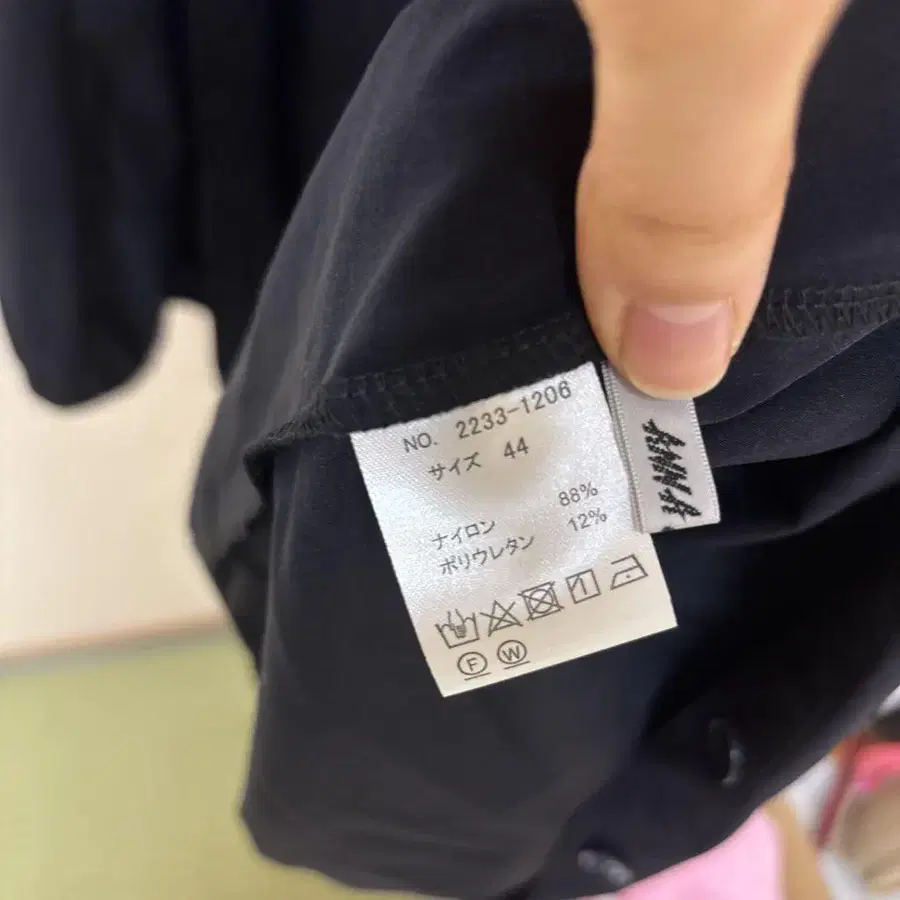 NO. 2233-1206
サイズ 44
ナイロン 88%
ポリウレタン 12%
F W